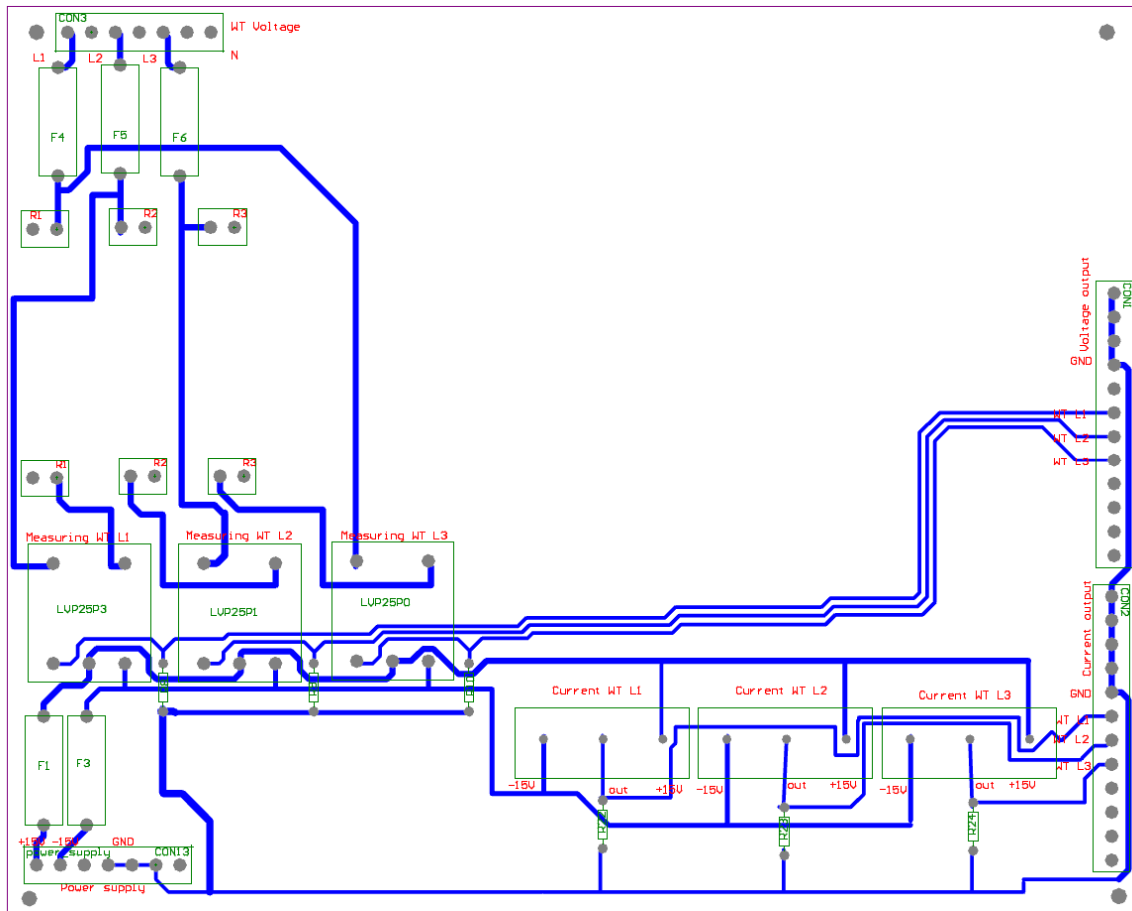 CON3
WT Voltage
L1
L2
L3
N
F4
F5
F6
R1
R2
R3
CON1
Voltage output
GND
WT L1
WT L2
WT L3
R1
R2
R3
Measuring WT L1
Measuring WT L2
Measuring WT L3
LVP25P3
LVP25P1
LVP25P0
CON2
Current output
GND
WT L1
WT L2
WT L3
Current WT L1
Current WT L2
Current WT L3
F1
F3
-15V
out
+15V
-15V
out
+15V
-15V
out
+15V
R24
+15V
-15V
GND
power_supply
CON13
Power supply